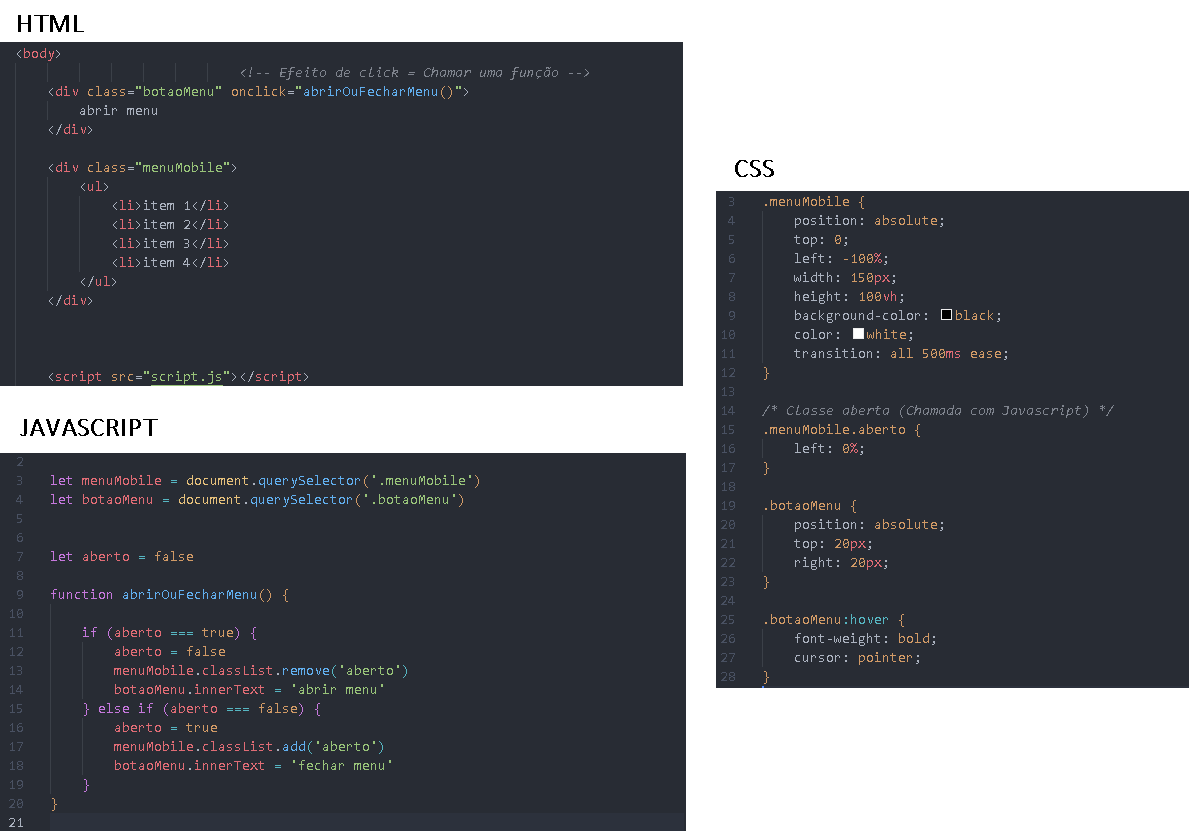 HTML
<body>
<!-- Efeito de click = Chamar uma função -->
<div class="botaoMenu" onclick="abrirOuFecharMenu()">
abrir menu
</div>
<div class="menuMobile">
<ul>
<li>item 1</li>
<li>item 2</li>
<li>item 3</li>
<li>item 4</li>
</ul>
</div>
<script src="script.js"></script>
JAVASCRIPT
2
3 let menuMobile = document.querySelector('.menuMobile')
4 let botaoMenu = document.querySelector('.botaoMenu')
5
6
7 let aberto = false
8
9 function abrirOuFecharMenu() {
10
11 if (aberto === true) {
12 aberto = false
13 menuMobile.classList.remove('aberto')
14 botaoMenu.innerText = 'abrir menu'
15 } else if (aberto === false) {
16 aberto = true
17 menuMobile.classList.add('aberto')
18 botaoMenu.innerText = 'fechar menu'
19 }
20 }
21
CSS
3 .menuMobile {
4 position: absolute;
5 top: 0;
6 left: -100%;
7 width: 150px;
8 height: 100vh;
9 background-color: black;
10 color: white;
11 transition: all 500ms ease;
12 }
13
14 /* Classe aberta (Chamada com Javascript) */
15 .menuMobile.aberto {
16 left: 0%;
17 }
18
19 .botaoMenu {
20 position: absolute;
21 top: 20px;
22 right: 20px;
23 }
24
25 .botaoMenu:hover {
26 font-weight: bold;
27 cursor: pointer;
28 }